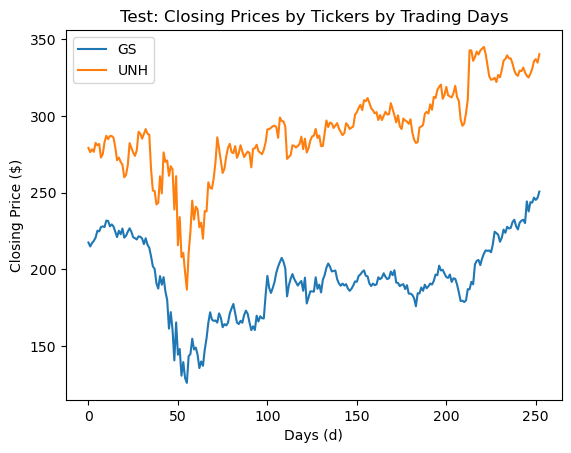 Test: Closing Prices by Tickers by Trading Days
GS
UNH
Closing Price ($)
350
300
250
200
150
0
50
100
150
200
250
Days (d)